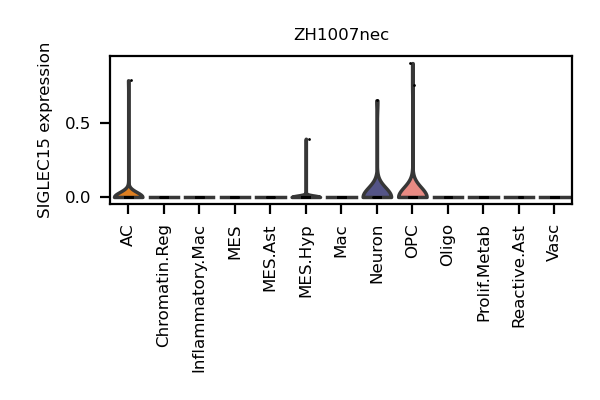 ZH1007nec
SIGLEC15 expression
0.5
0.0
AC
Chromatin.Reg
Inflammatory.Mac
MES
MES.Ast
MES.Hyp
Mac
Neuron
OPC
Oligo
Prolif.Metab
Reactive.Ast
Vasc